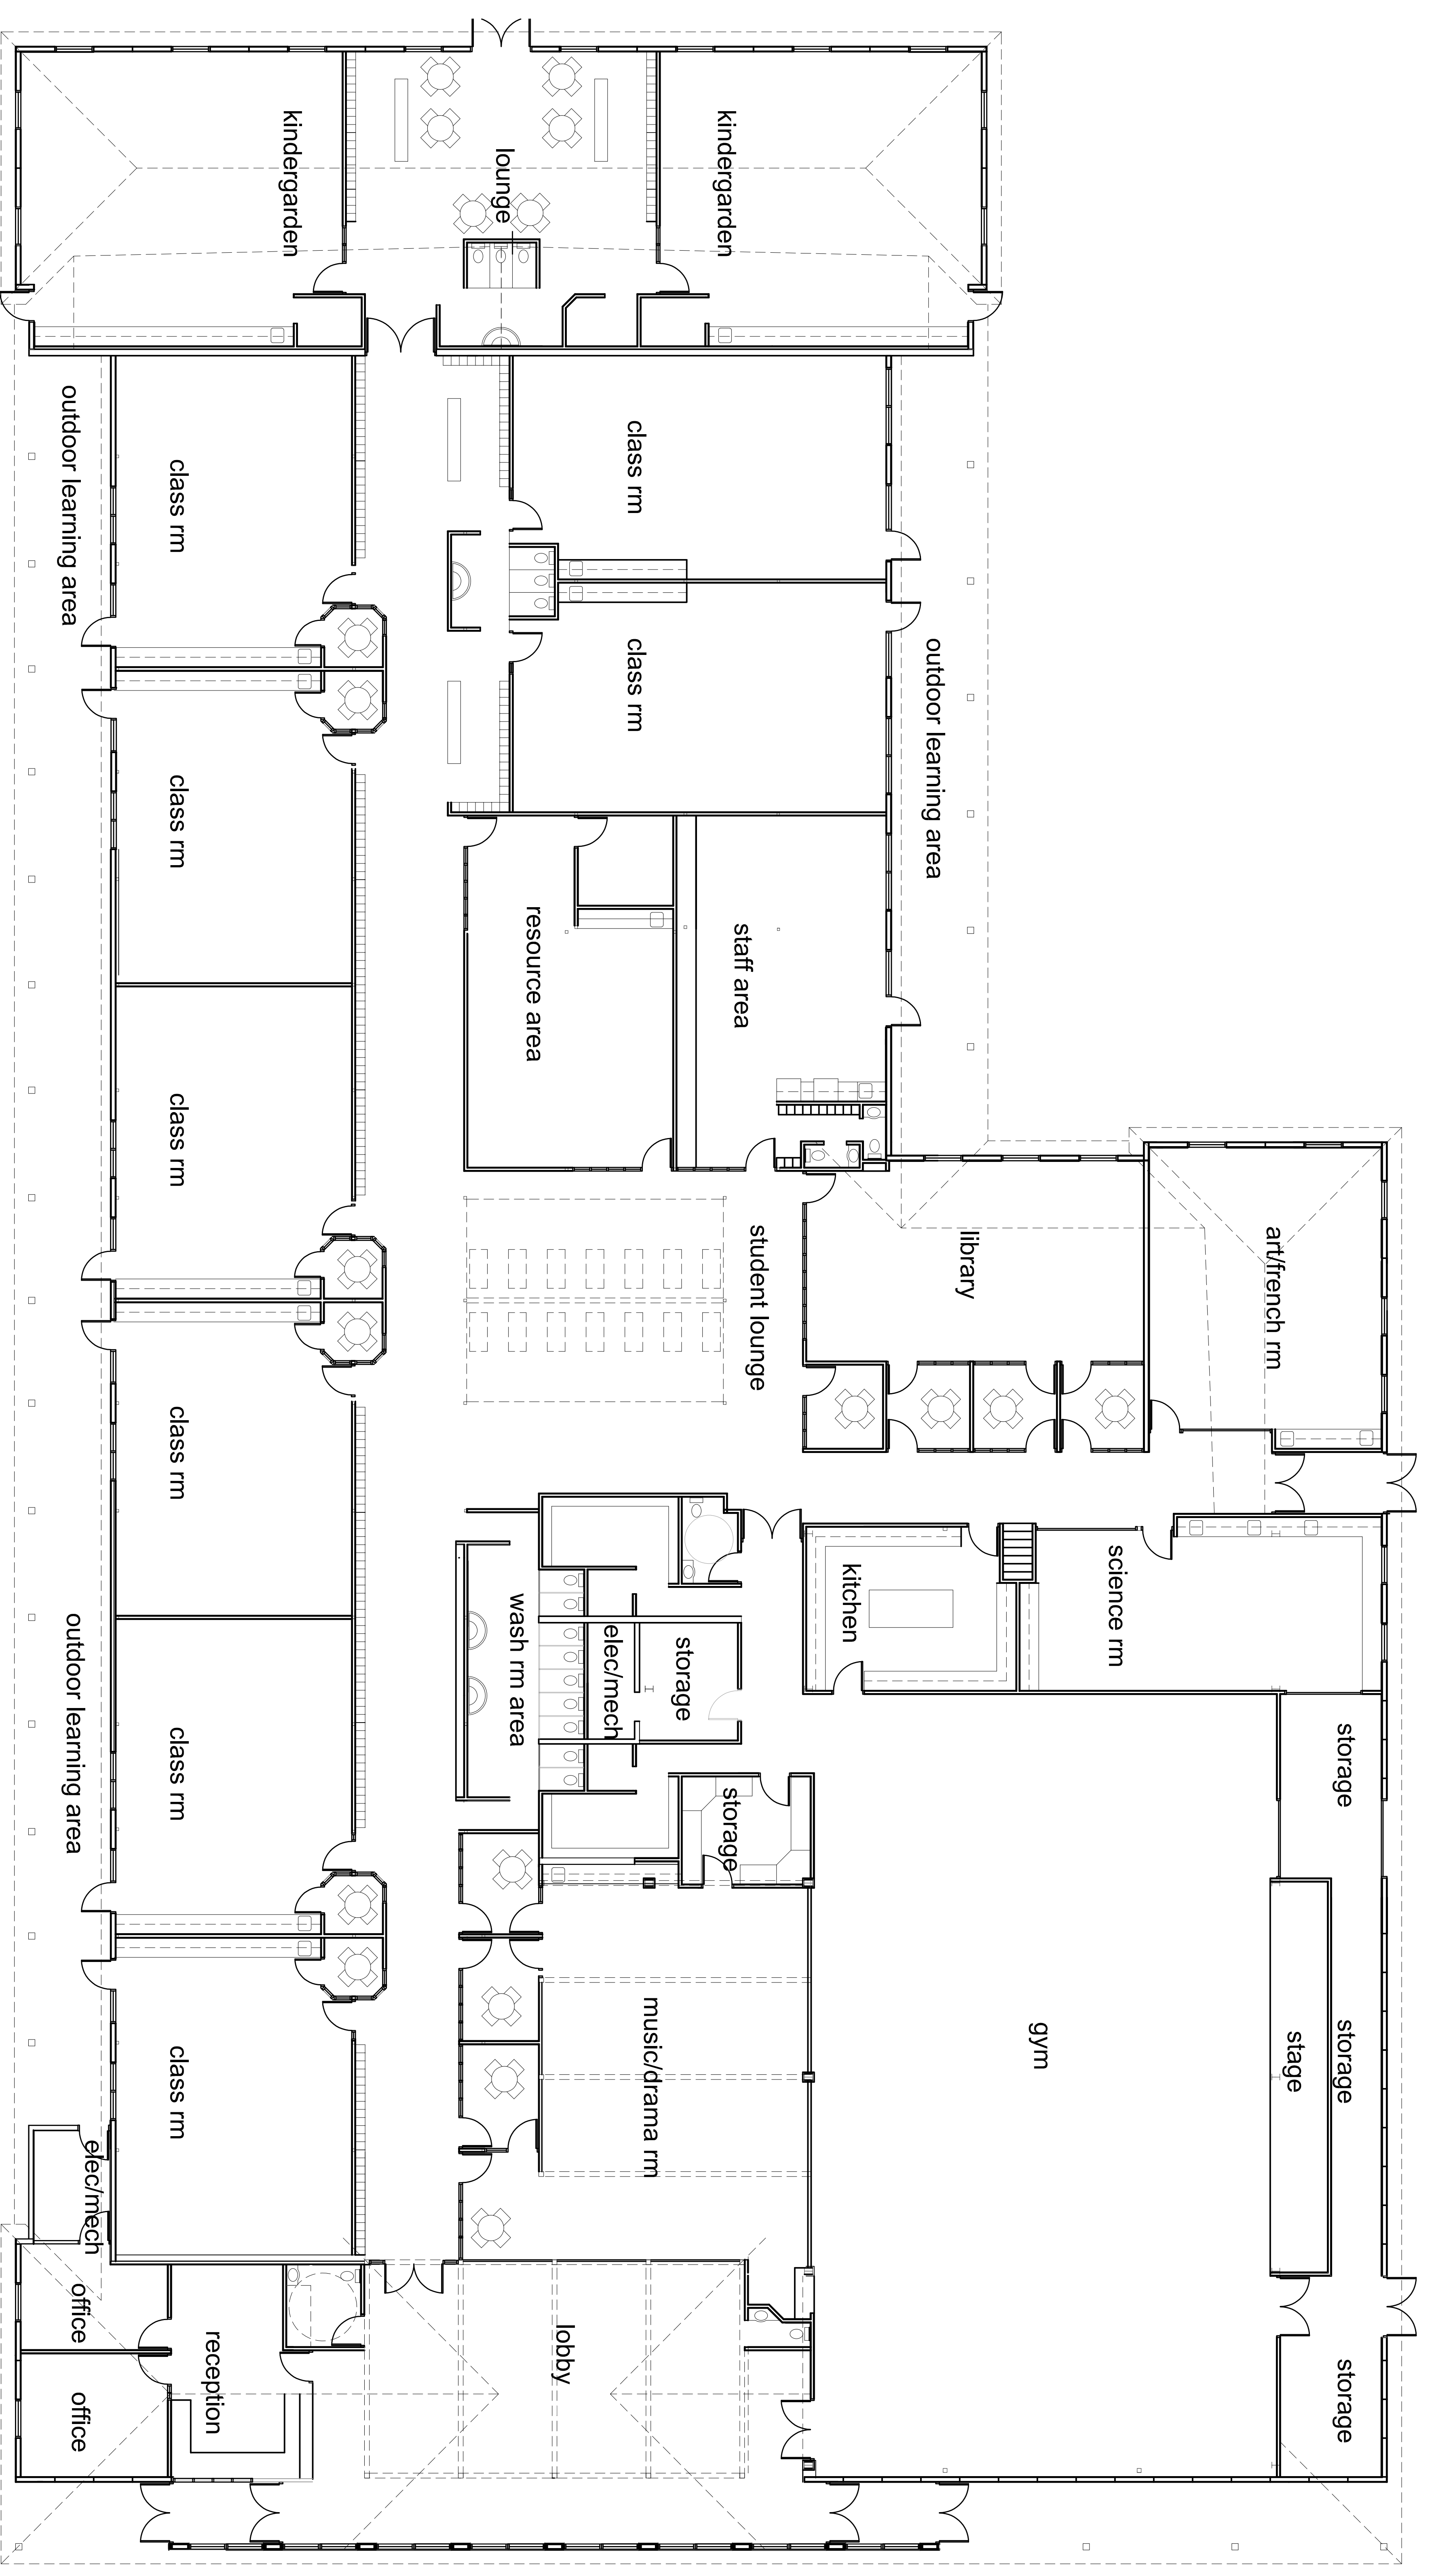 kindergarden
lounge
kindergarden
outdoor learning area
class rm
class rm
class rm
class rm
outdoor learning area
resource area
staff area
class rm
class rm
student lounge
library
art/french rm
class rm
outdoor learning area
class rm
wash rm area
elec/mech
storage
kitchen
science rm
storage
storage
class rm
music/drama rm
gym
stage
storage
elec/mech
office
office
reception
lobby
storage